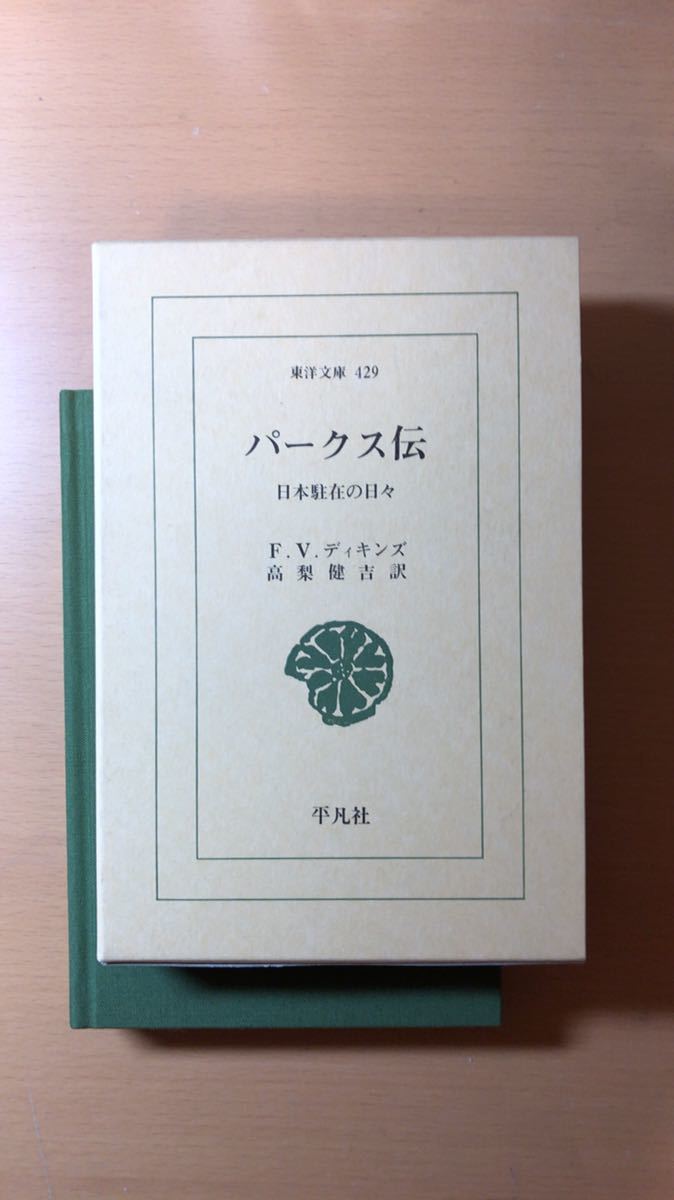 東洋文庫 429
パークス伝
日本駐在の日々
F.V.ディキンズ
高梨健吉訳
平凡社